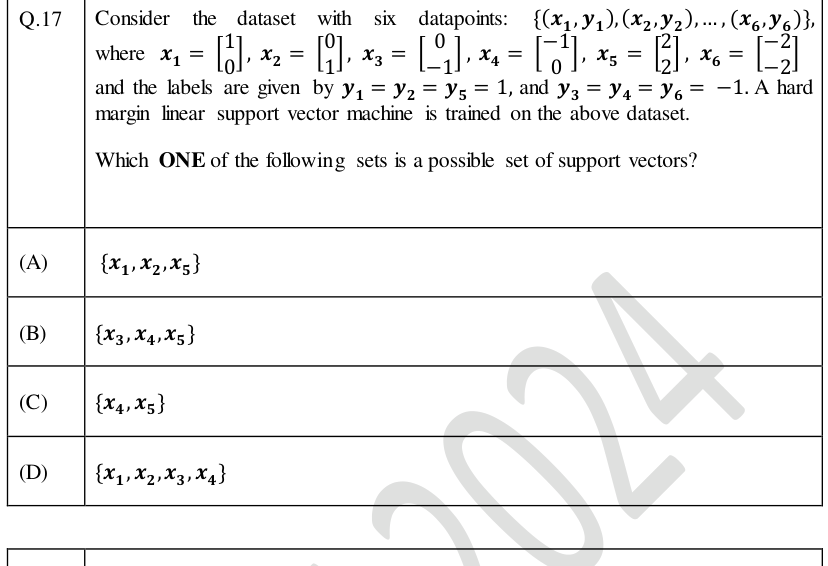 Q.17 Consider the dataset with six datapoints: {(x₁, y₁), (x₂, y₂), ..., (x₆, y₆)},
where x₁ = [1 0], x₂ = [0 1], x₃ = [0 −1], x₄ = [−1 0], x₅ = [2 2], x₆ = [−2 −2]
and the labels are given by y₁ = y₂ = y₅ = 1, and y₃ = y₄ = y₆ = −1. A hard
margin linear support vector machine is trained on the above dataset.
Which ONE of the following sets is a possible set of support vectors?
(A) {x₁, x₂, x₅}
(B) {x₃, x₄, x₅}
(C) {x₄, x₅}
(D) {x₁, x₂, x₃, x₄}
2024